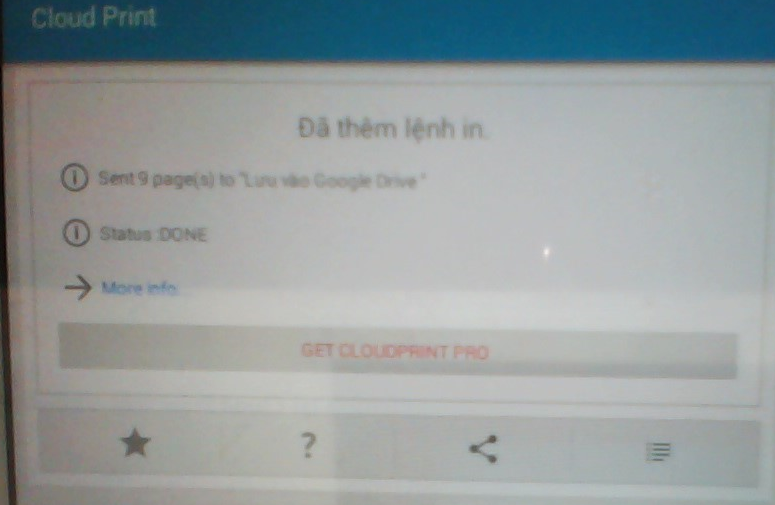 Cloud Print
Đã thêm lệnh in.
Sent 9 page(s) to "Lưu vào Google Drive "
Status :DONE
More info...
GET CLOUDPRINT PRO
?